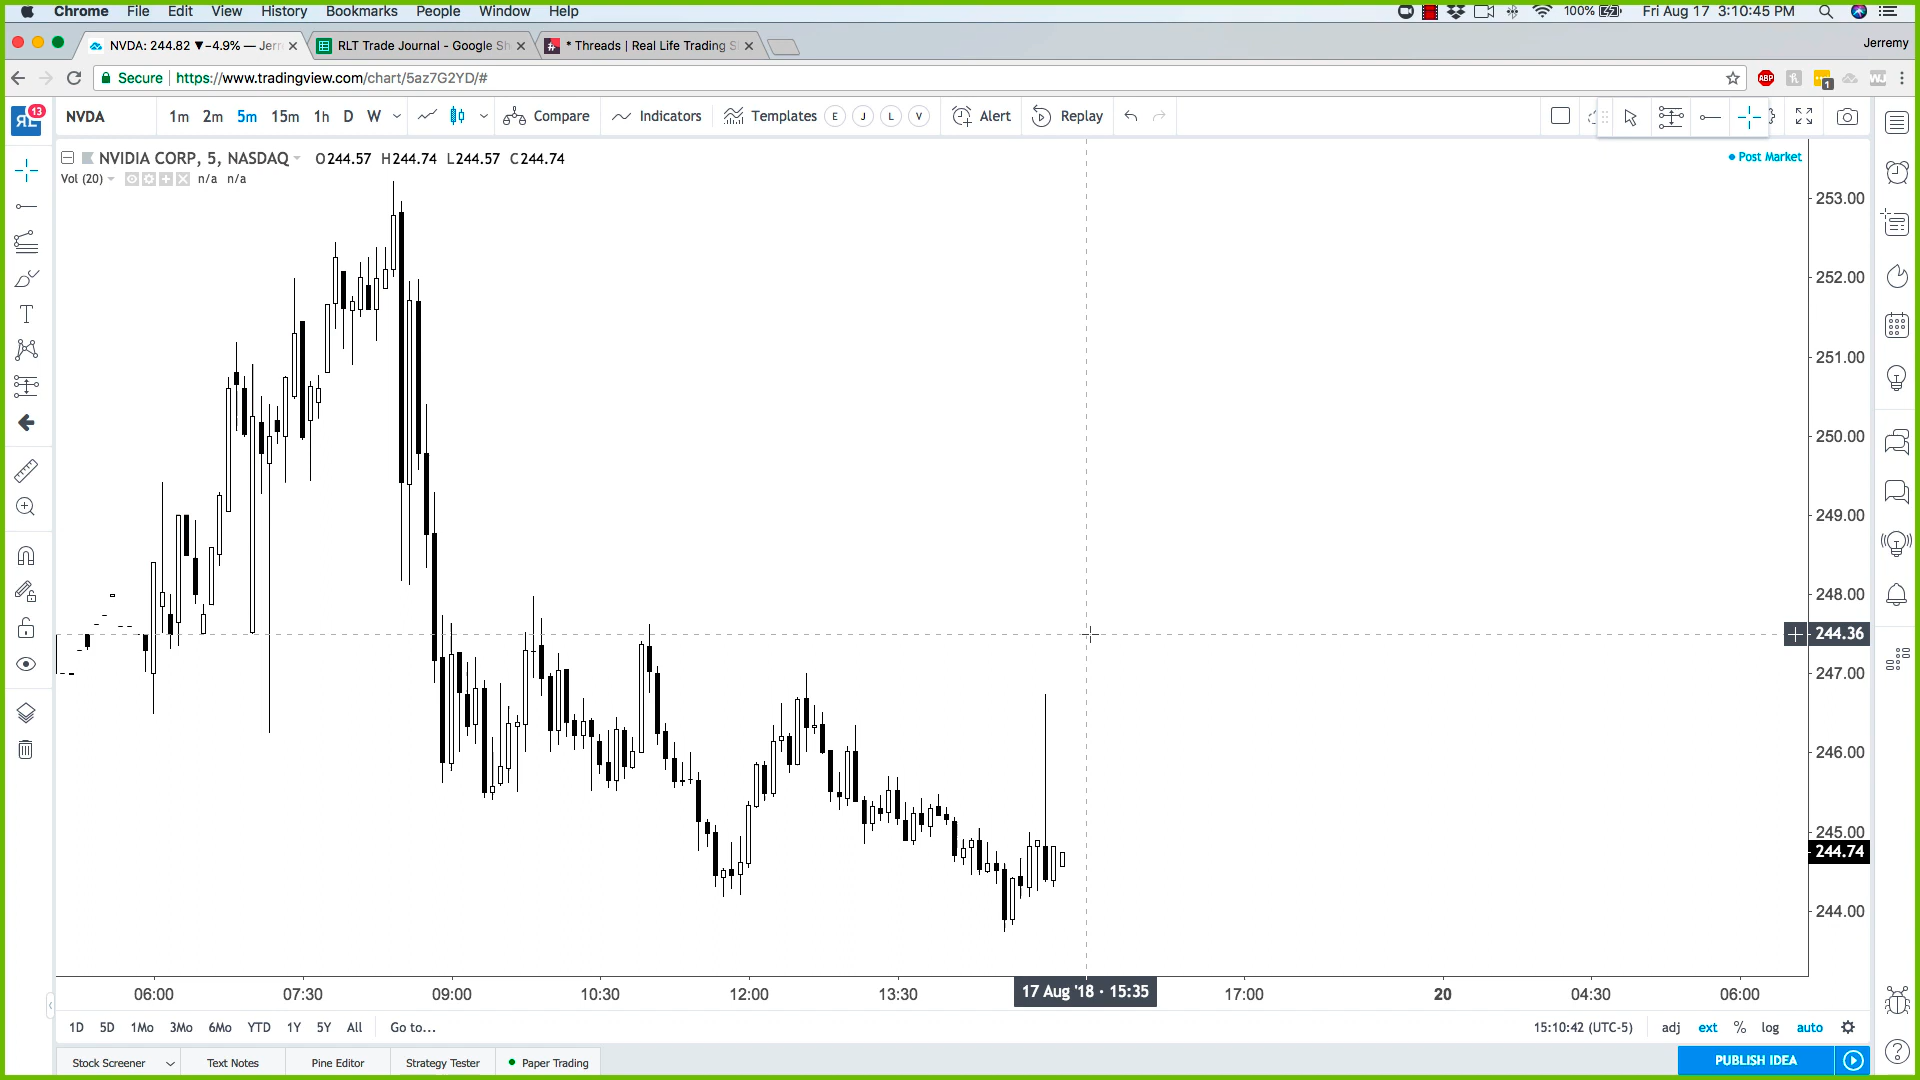 Chrome File Edit View History Bookmarks People Window Help 100% Fri Aug 17 3:10:45 PM
NVDA: 244.82 ▼−4.9% — Jerr RLT Trade Journal - Google Sh * Threads | Real Life Trading S Jerremy
Secure https://www.tradingview.com/chart/5az7G2YD/# ABP 1 WJ
13 NVDA 1m 2m 5m 15m 1h D W Compare Indicators Templates E J L V Alert Replay
NVIDIA CORP, 5, NASDAQ O244.57 H244.74 L244.57 C244.74 Post Market
Vol (20) n/a n/a
253.00
252.00
251.00
250.00
249.00
248.00
244.36
247.00
246.00
245.00
244.74
244.00
06:00 07:30 09:00 10:30 12:00 13:30 17 Aug '18 · 15:35 17:00 20 04:30 06:00
1D 5D 1Mo 3Mo 6Mo YTD 1Y 5Y All Go to... 15:10:42 (UTC-5) adj ext % log auto
Stock Screener Text Notes Pine Editor Strategy Tester Paper Trading PUBLISH IDEA